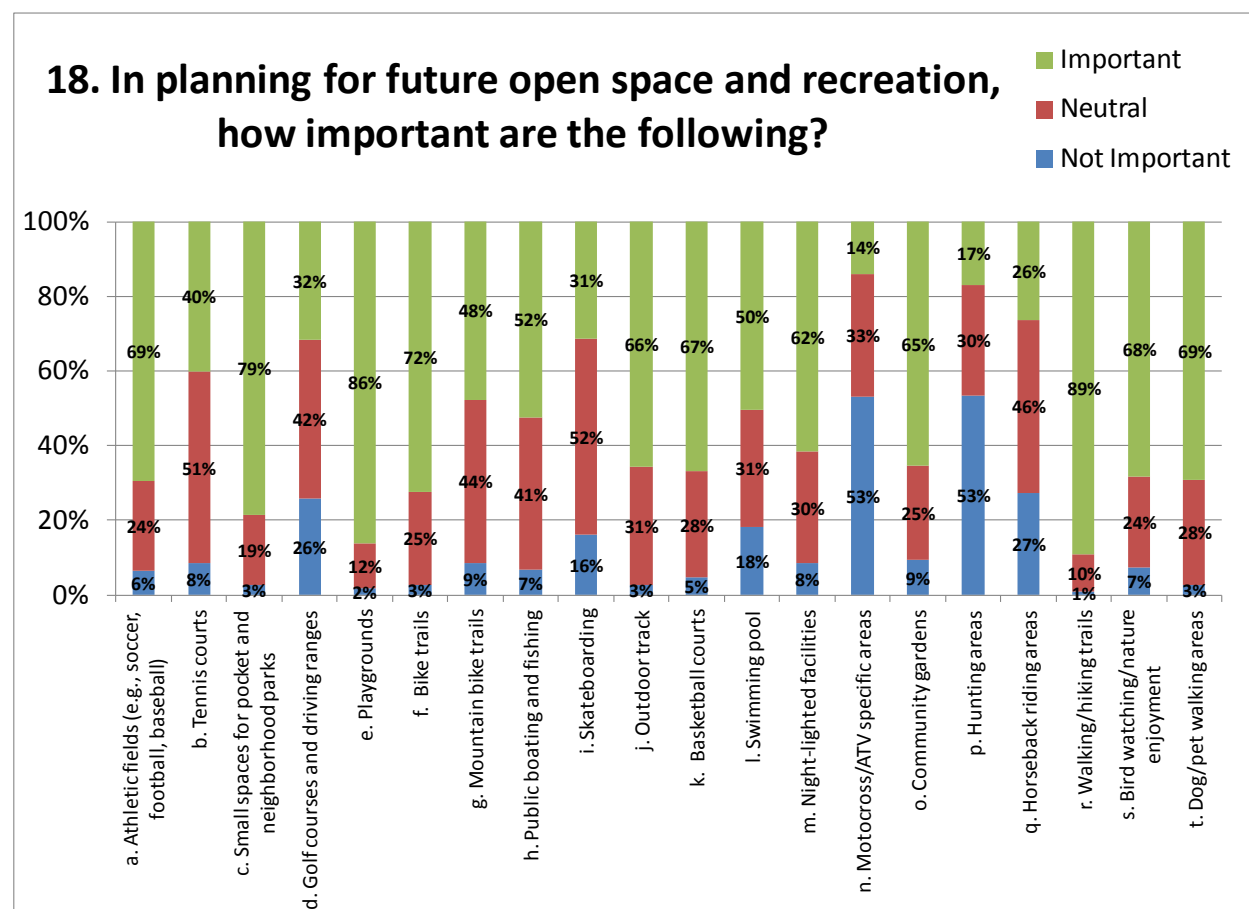 18. In planning for future open space and recreation,
how important are the following?
Important
Neutral
Not Important
100%
80%
60%
40%
20%
0%
69%
24%
6%
40%
51%
8%
79%
19%
3%
32%
42%
26%
86%
12%
2%
72%
25%
3%
48%
44%
9%
52%
41%
7%
31%
52%
16%
66%
31%
3%
67%
28%
5%
50%
31%
18%
62%
30%
8%
14%
33%
53%
65%
25%
9%
17%
30%
53%
26%
46%
27%
89%
10%
1%
68%
24%
7%
69%
28%
3%
a. Athletic fields (e.g., soccer,
football, baseball)
b. Tennis courts
c. Small spaces for pocket and
neighborhood parks
d. Golf courses and driving ranges
e. Playgrounds
f. Bike trails
g. Mountain bike trails
h. Public boating and fishing
i. Skateboarding
j. Outdoor track
k. Basketball courts
l. Swimming pool
m. Night-lighted facilities
n. Motocross/ATV specific areas
o. Community gardens
p. Hunting areas
q. Horseback riding areas
r. Walking/hiking trails
s. Bird watching/nature
enjoyment
t. Dog/pet walking areas